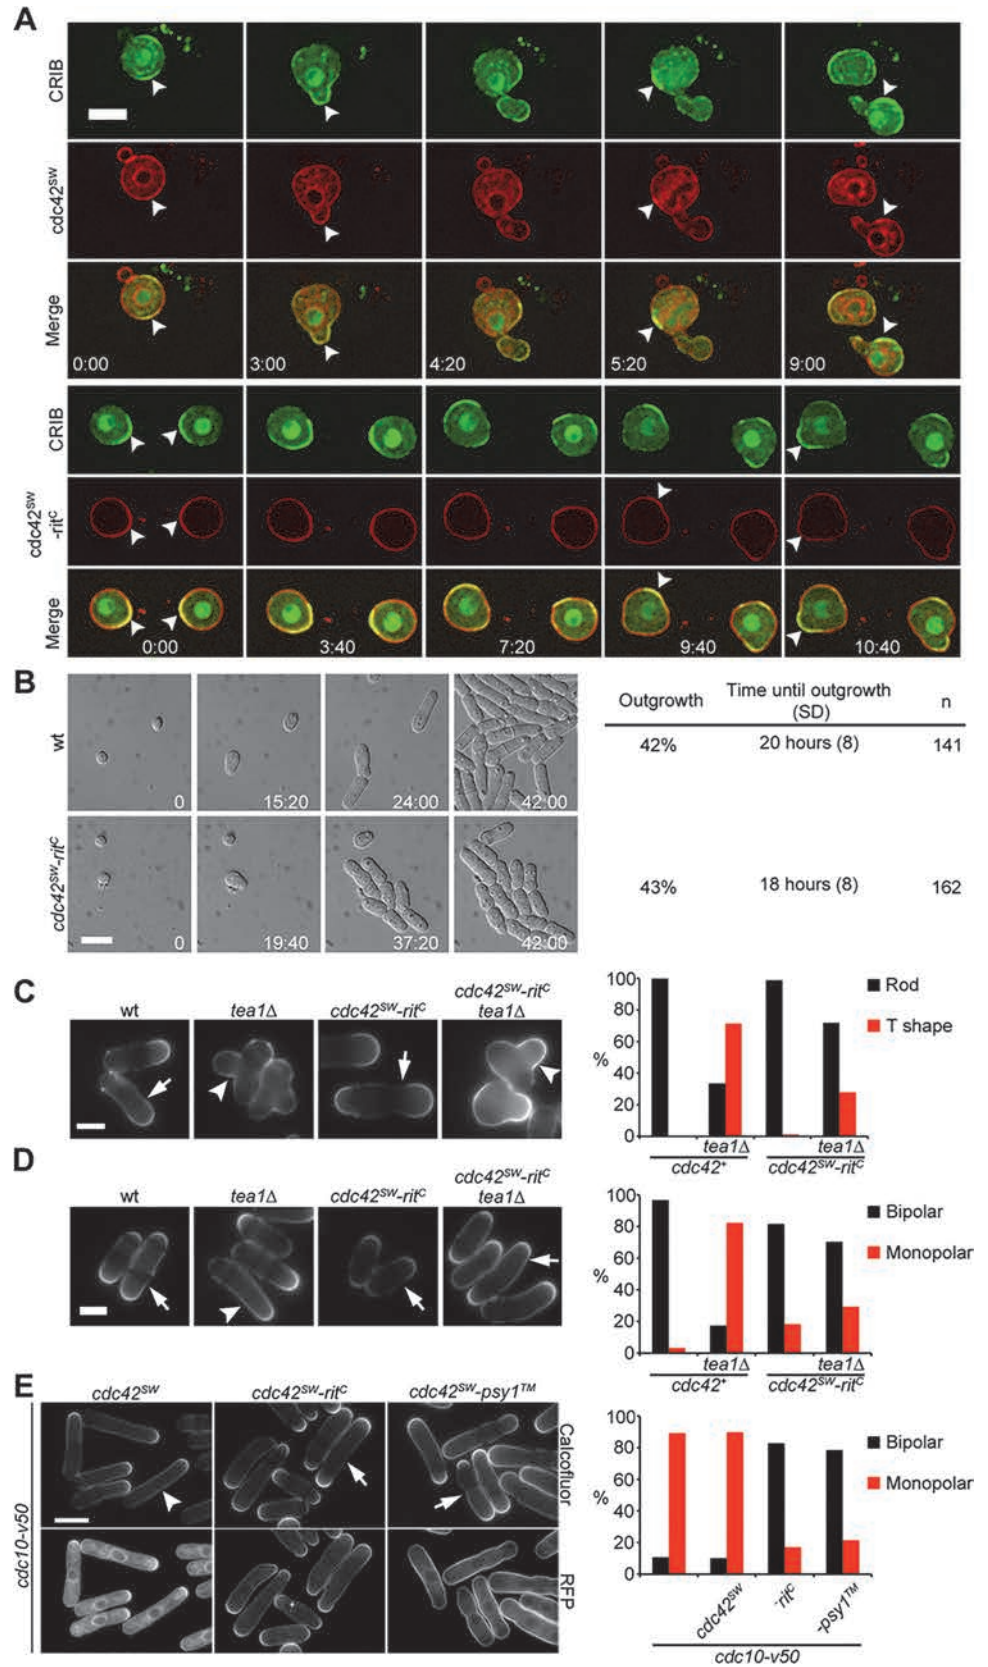 A
CRIB
cdc42SW
Merge
0:00
3:00
4:20
5:20
9:00
CRIB
cdc42SW
-ritC
Merge
0:00
3:40
7:20
9:40
10:40
B
wt
0
15:20
24:00
42:00
cdc42SW-ritC
0
19:40
37:20
42:00
Outgrowth
Time until outgrowth
(SD)
n
42%
20 hours (8)
141
43%
18 hours (8)
162
C
wt
tea1Δ
cdc42SW-ritC
cdc42SW-ritC
tea1Δ
100
80
60
40
20
0
%
Rod
T shape
tea1Δ
tea1Δ
cdc42+
cdc42SW-ritC
D
wt
tea1Δ
cdc42SW-ritC
cdc42SW-ritC
tea1Δ
100
80
60
40
20
0
%
Bipolar
Monopolar
tea1Δ
tea1Δ
cdc42+
cdc42SW-ritC
E
cdc42SW
cdc42SW-ritC
cdc42SW-psy1TM
cdc10-v50
Calcofluor
RFP
100
80
60
40
20
0
%
Bipolar
Monopolar
cdc42SW
-ritC
-psy1TM
cdc10-v50